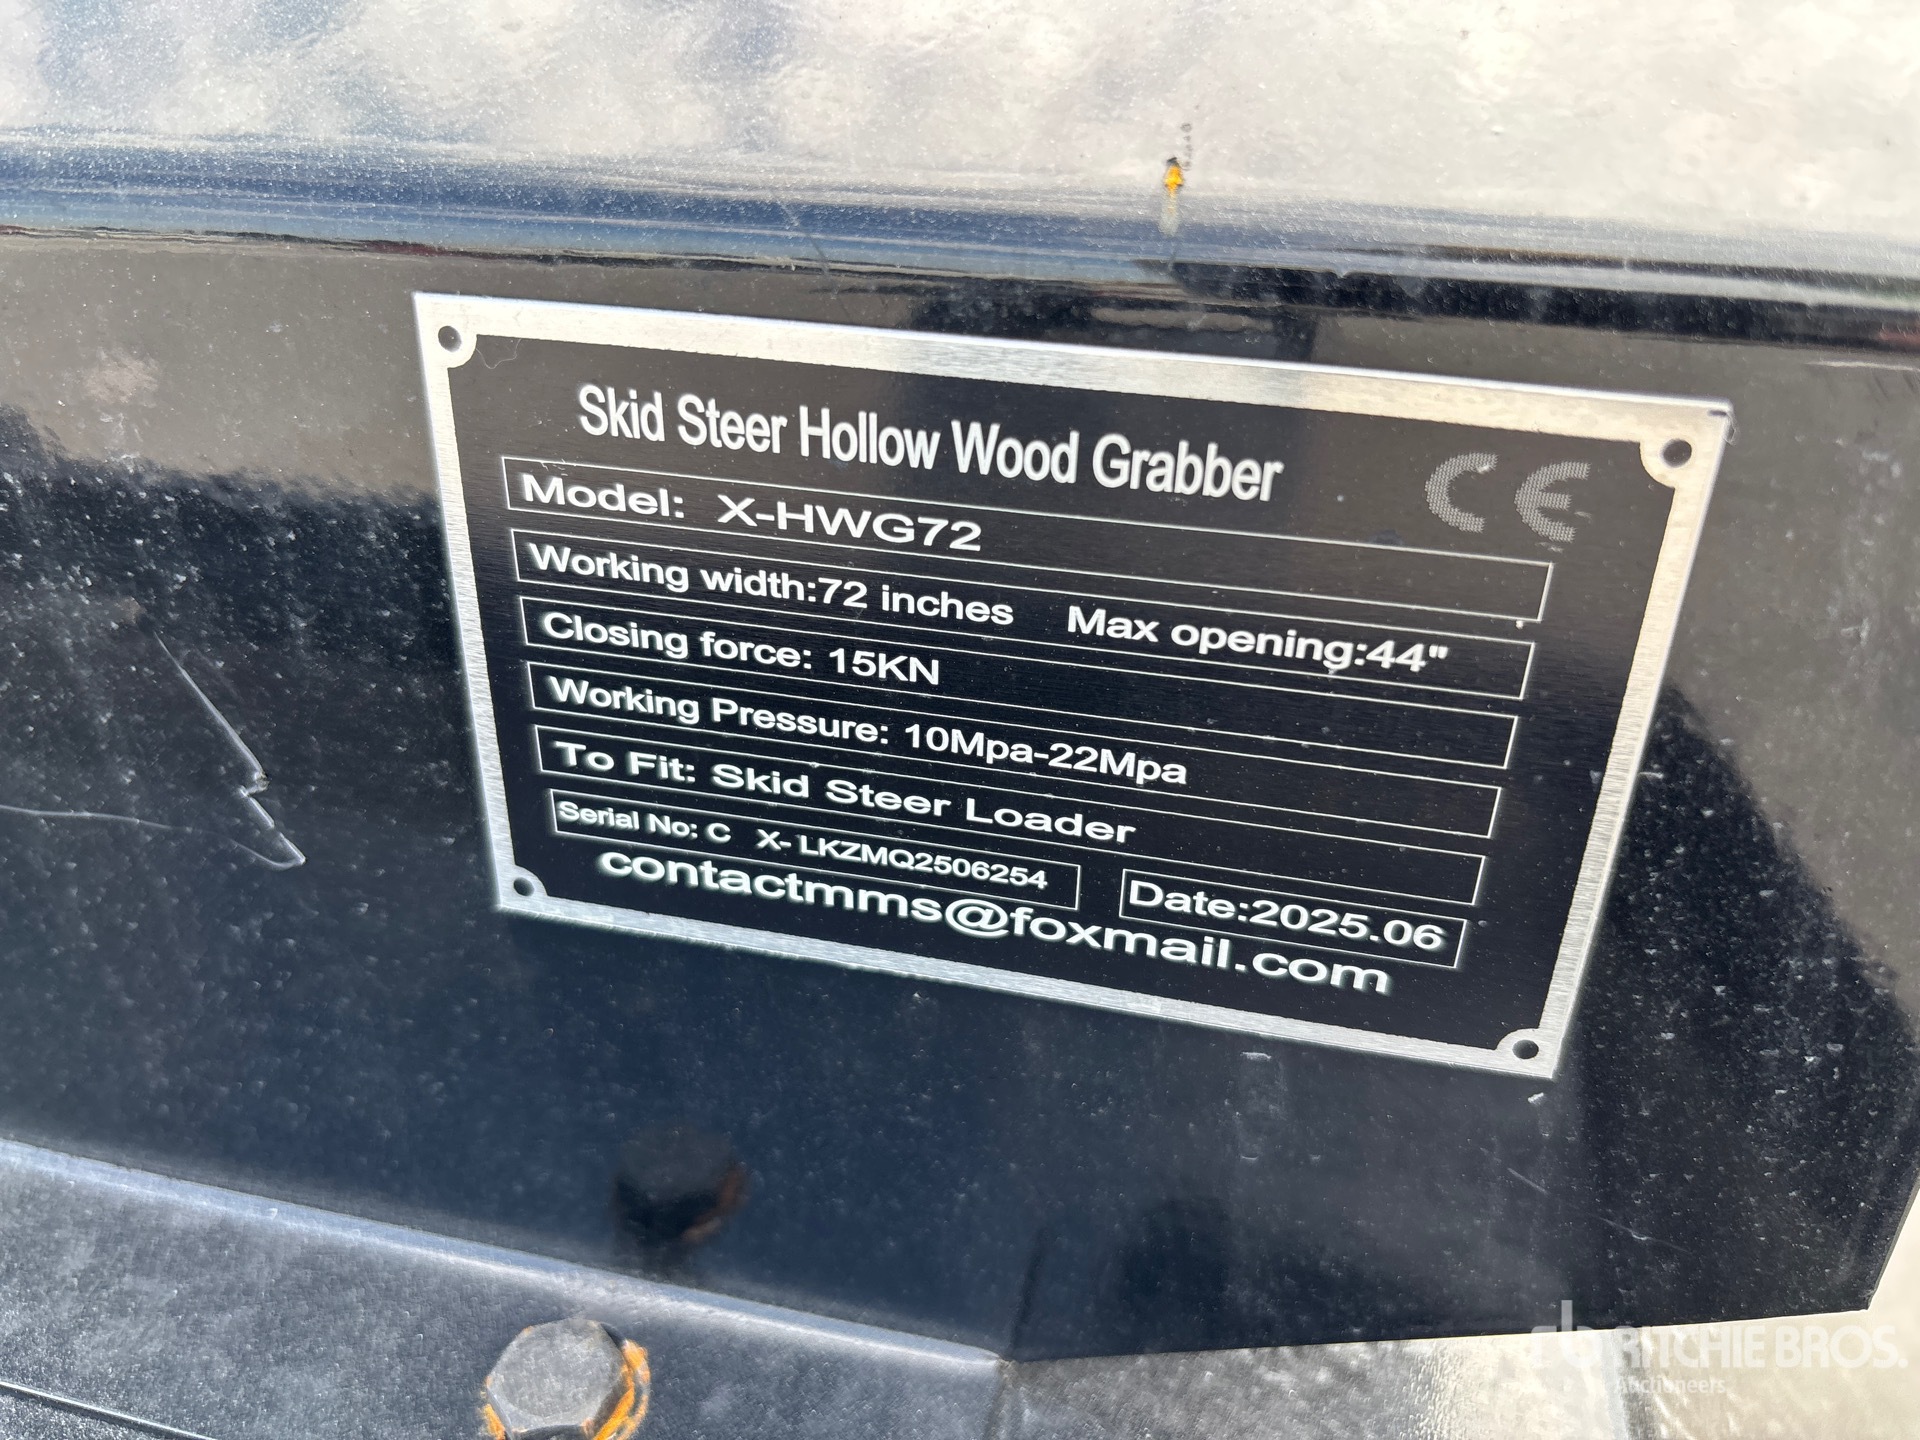 Skid Steer Hollow Wood Grabber
CE
Model: X-HWG72
Working width:72 inches Max opening:44"
Closing force: 15KN
Working Pressure: 10Mpa-22Mpa
To Fit: Skid Steer Loader
Serial No: C X- LKZMQ2506254 Date:2025.06
contactmms@foxmail.com
rb RITCHIE BROS.
Auctioneers